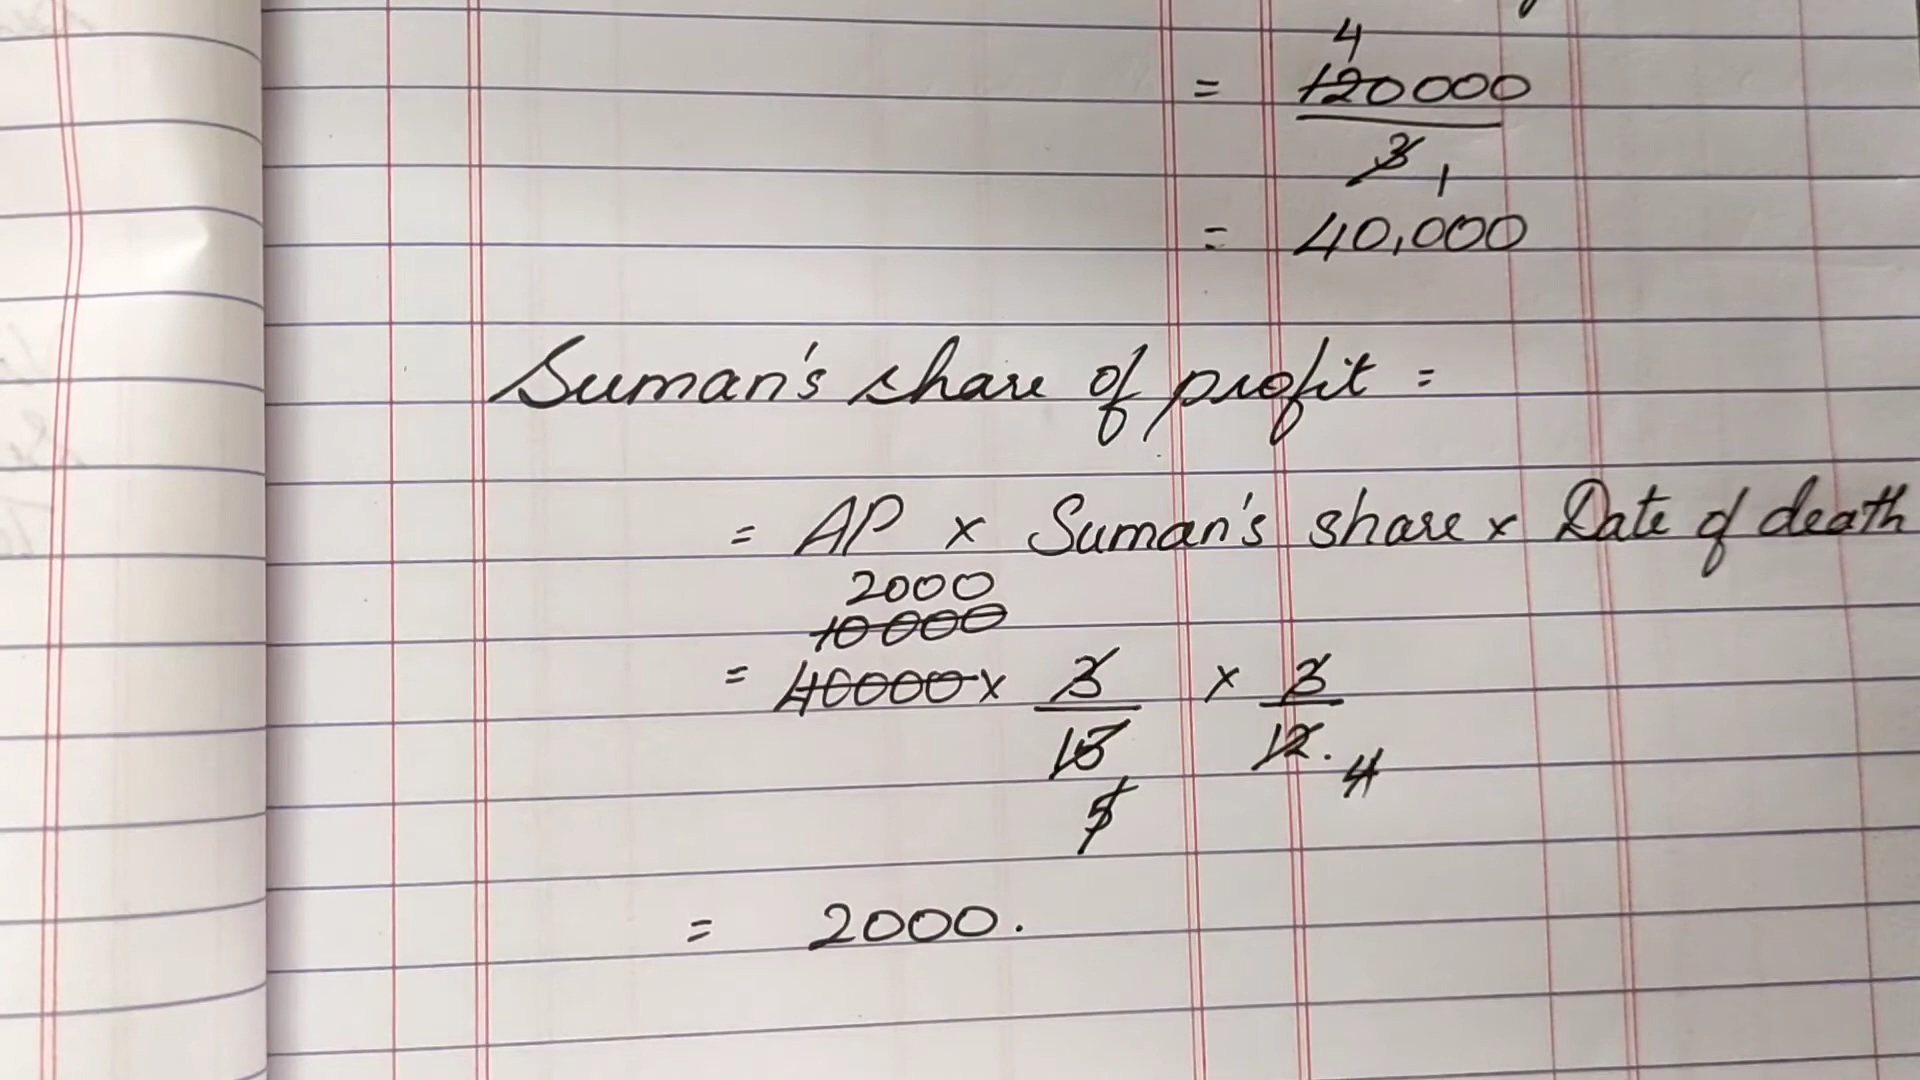 4
= 120000
3 1
= 40,000
Suman's share of profit =
= AP x Suman's share x Date of death
2000
10000
= 40000 x 3 x 3
15 12. 4
5
= 2000.